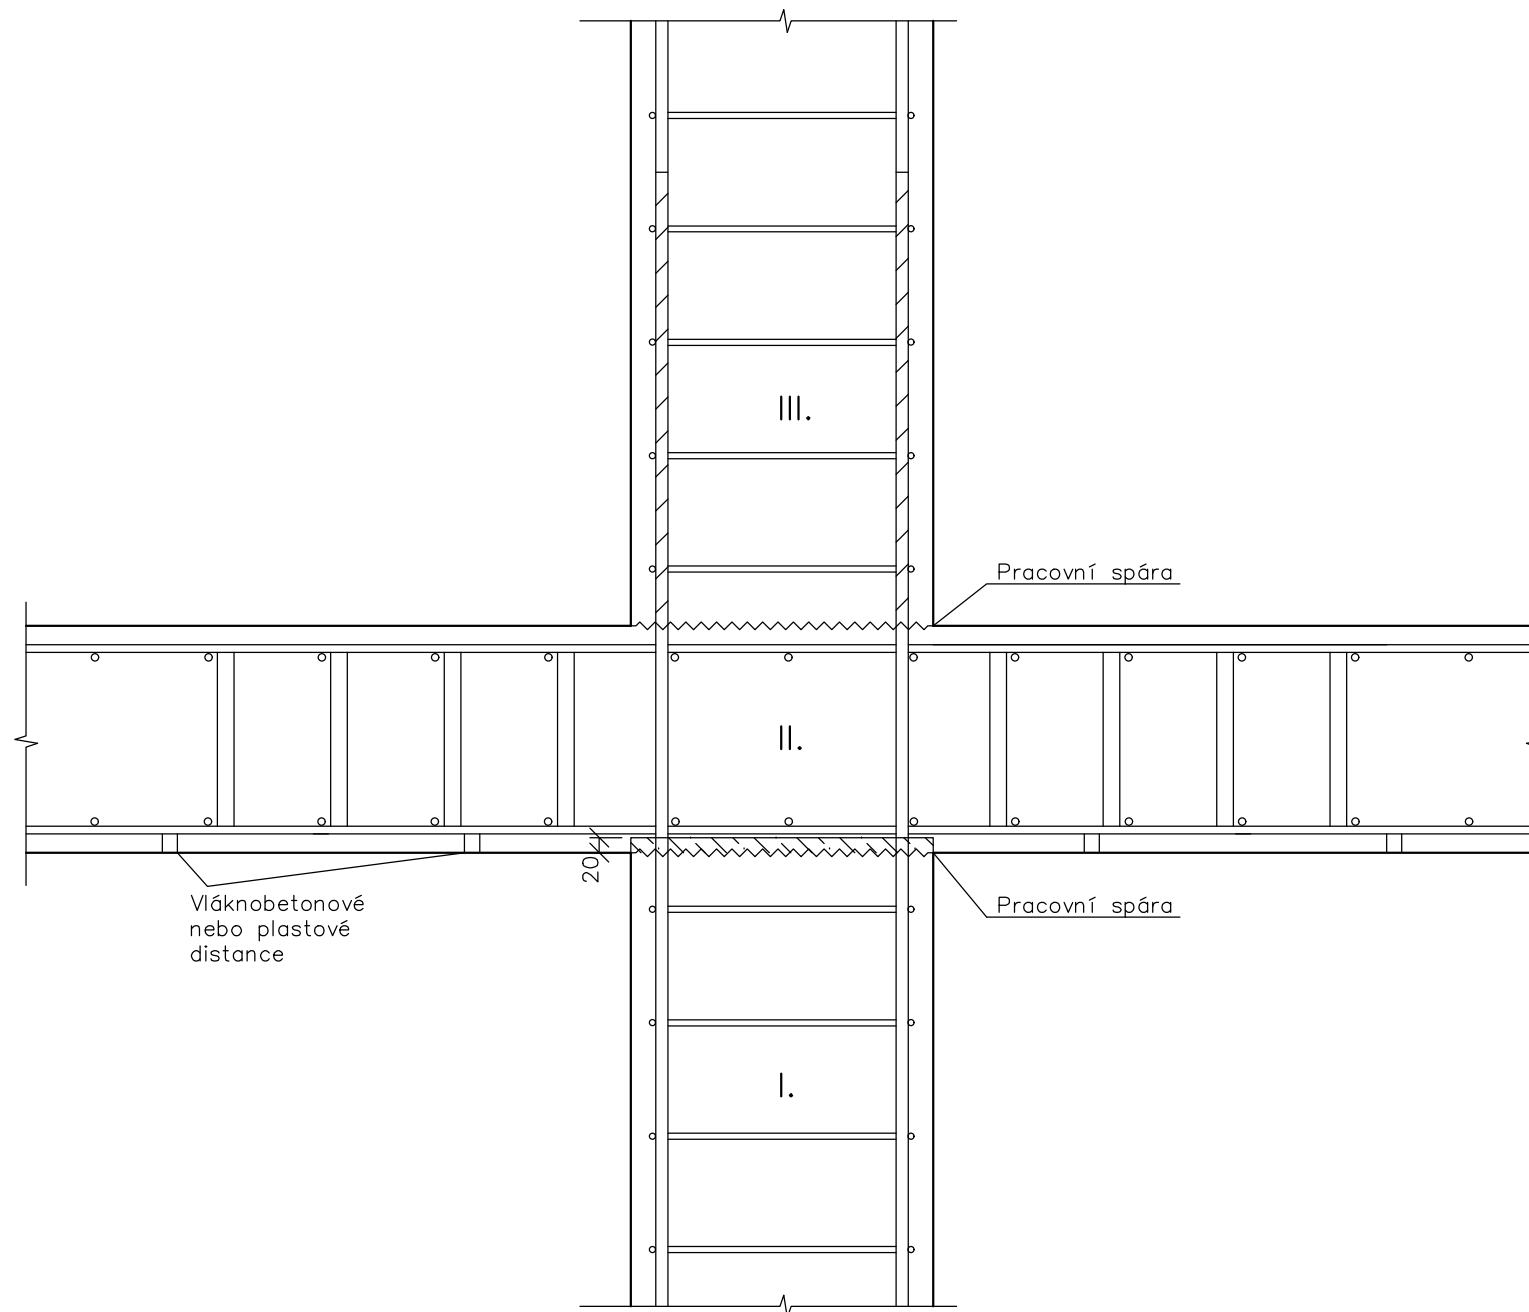 III.
Pracovní spára
II.
20
Vláknobetonové
nebo plastové
distance
Pracovní spára
I.